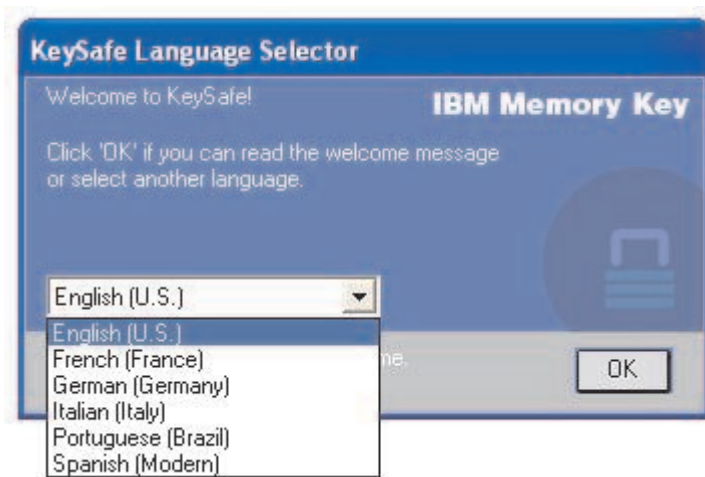 KeySafe Language Selector
Welcome to KeySafe!
IBM Memory Key
Click 'OK' if you can read the welcome message
or select another language.
English (U.S.)
English (U.S.)
French (France)
German (Germany)
Italian (Italy)
Portuguese (Brazil)
Spanish (Modern)
OK